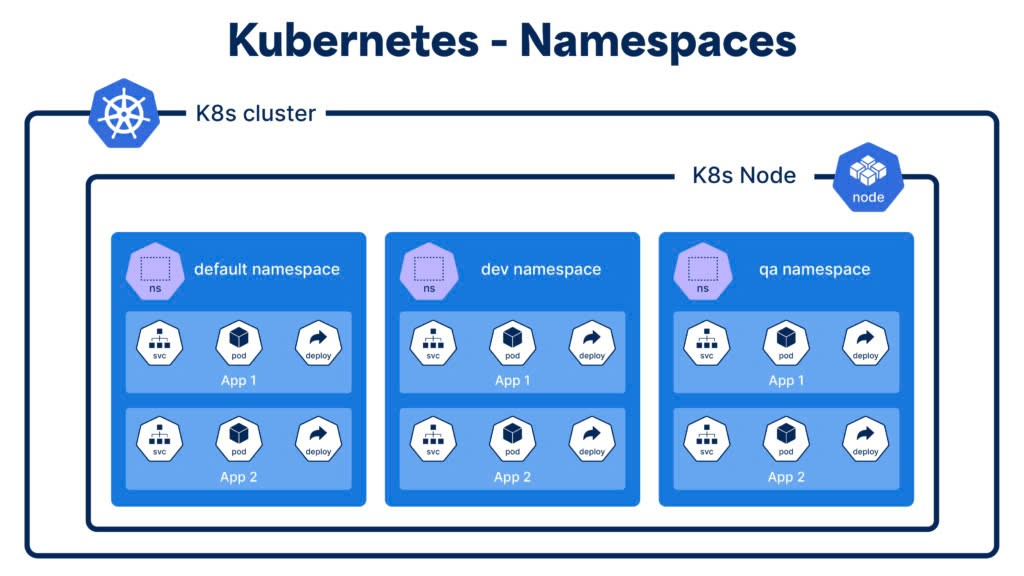 Kubernetes - Namespaces
K8s cluster
K8s Node
node
default namespace
ns
svc
pod
deploy
App 1
svc
pod
deploy
App 2
dev namespace
ns
svc
pod
deploy
App 1
svc
pod
deploy
App 2
qa namespace
ns
svc
pod
deploy
App 1
svc
pod
deploy
App 2